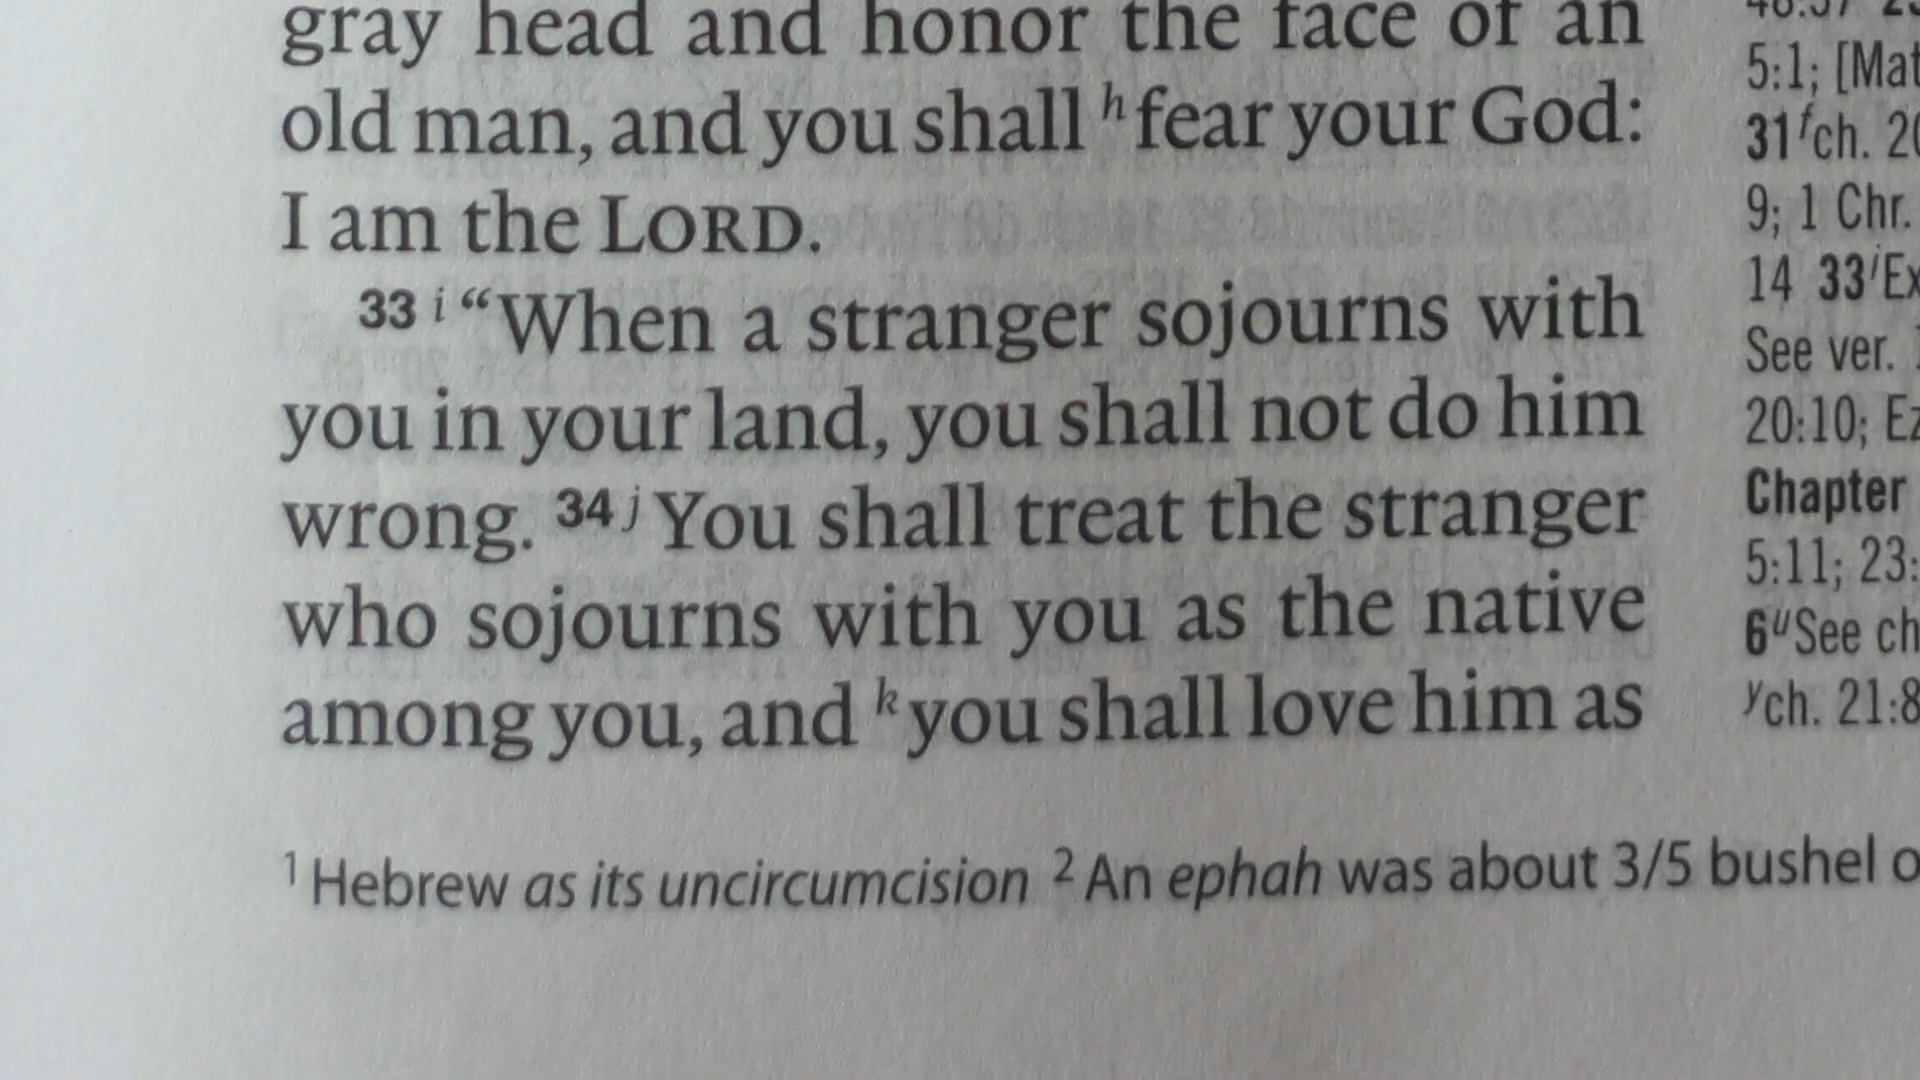 gray head and honor the face of an
old man, and you shall h fear your God:
I am the LORD.
33 i “When a stranger sojourns with
you in your land, you shall not do him
wrong. 34 j You shall treat the stranger
who sojourns with you as the native
among you, and k you shall love him as
1 Hebrew as its uncircumcision 2 An ephah was about 3/5 bushel o
5:1; [Mat
31 f ch. 20
9; 1 Chr.
14 33 i Ex
See ver.
20:10; Ez
Chapter
5:11; 23:
6 u See ch
y ch. 21:8